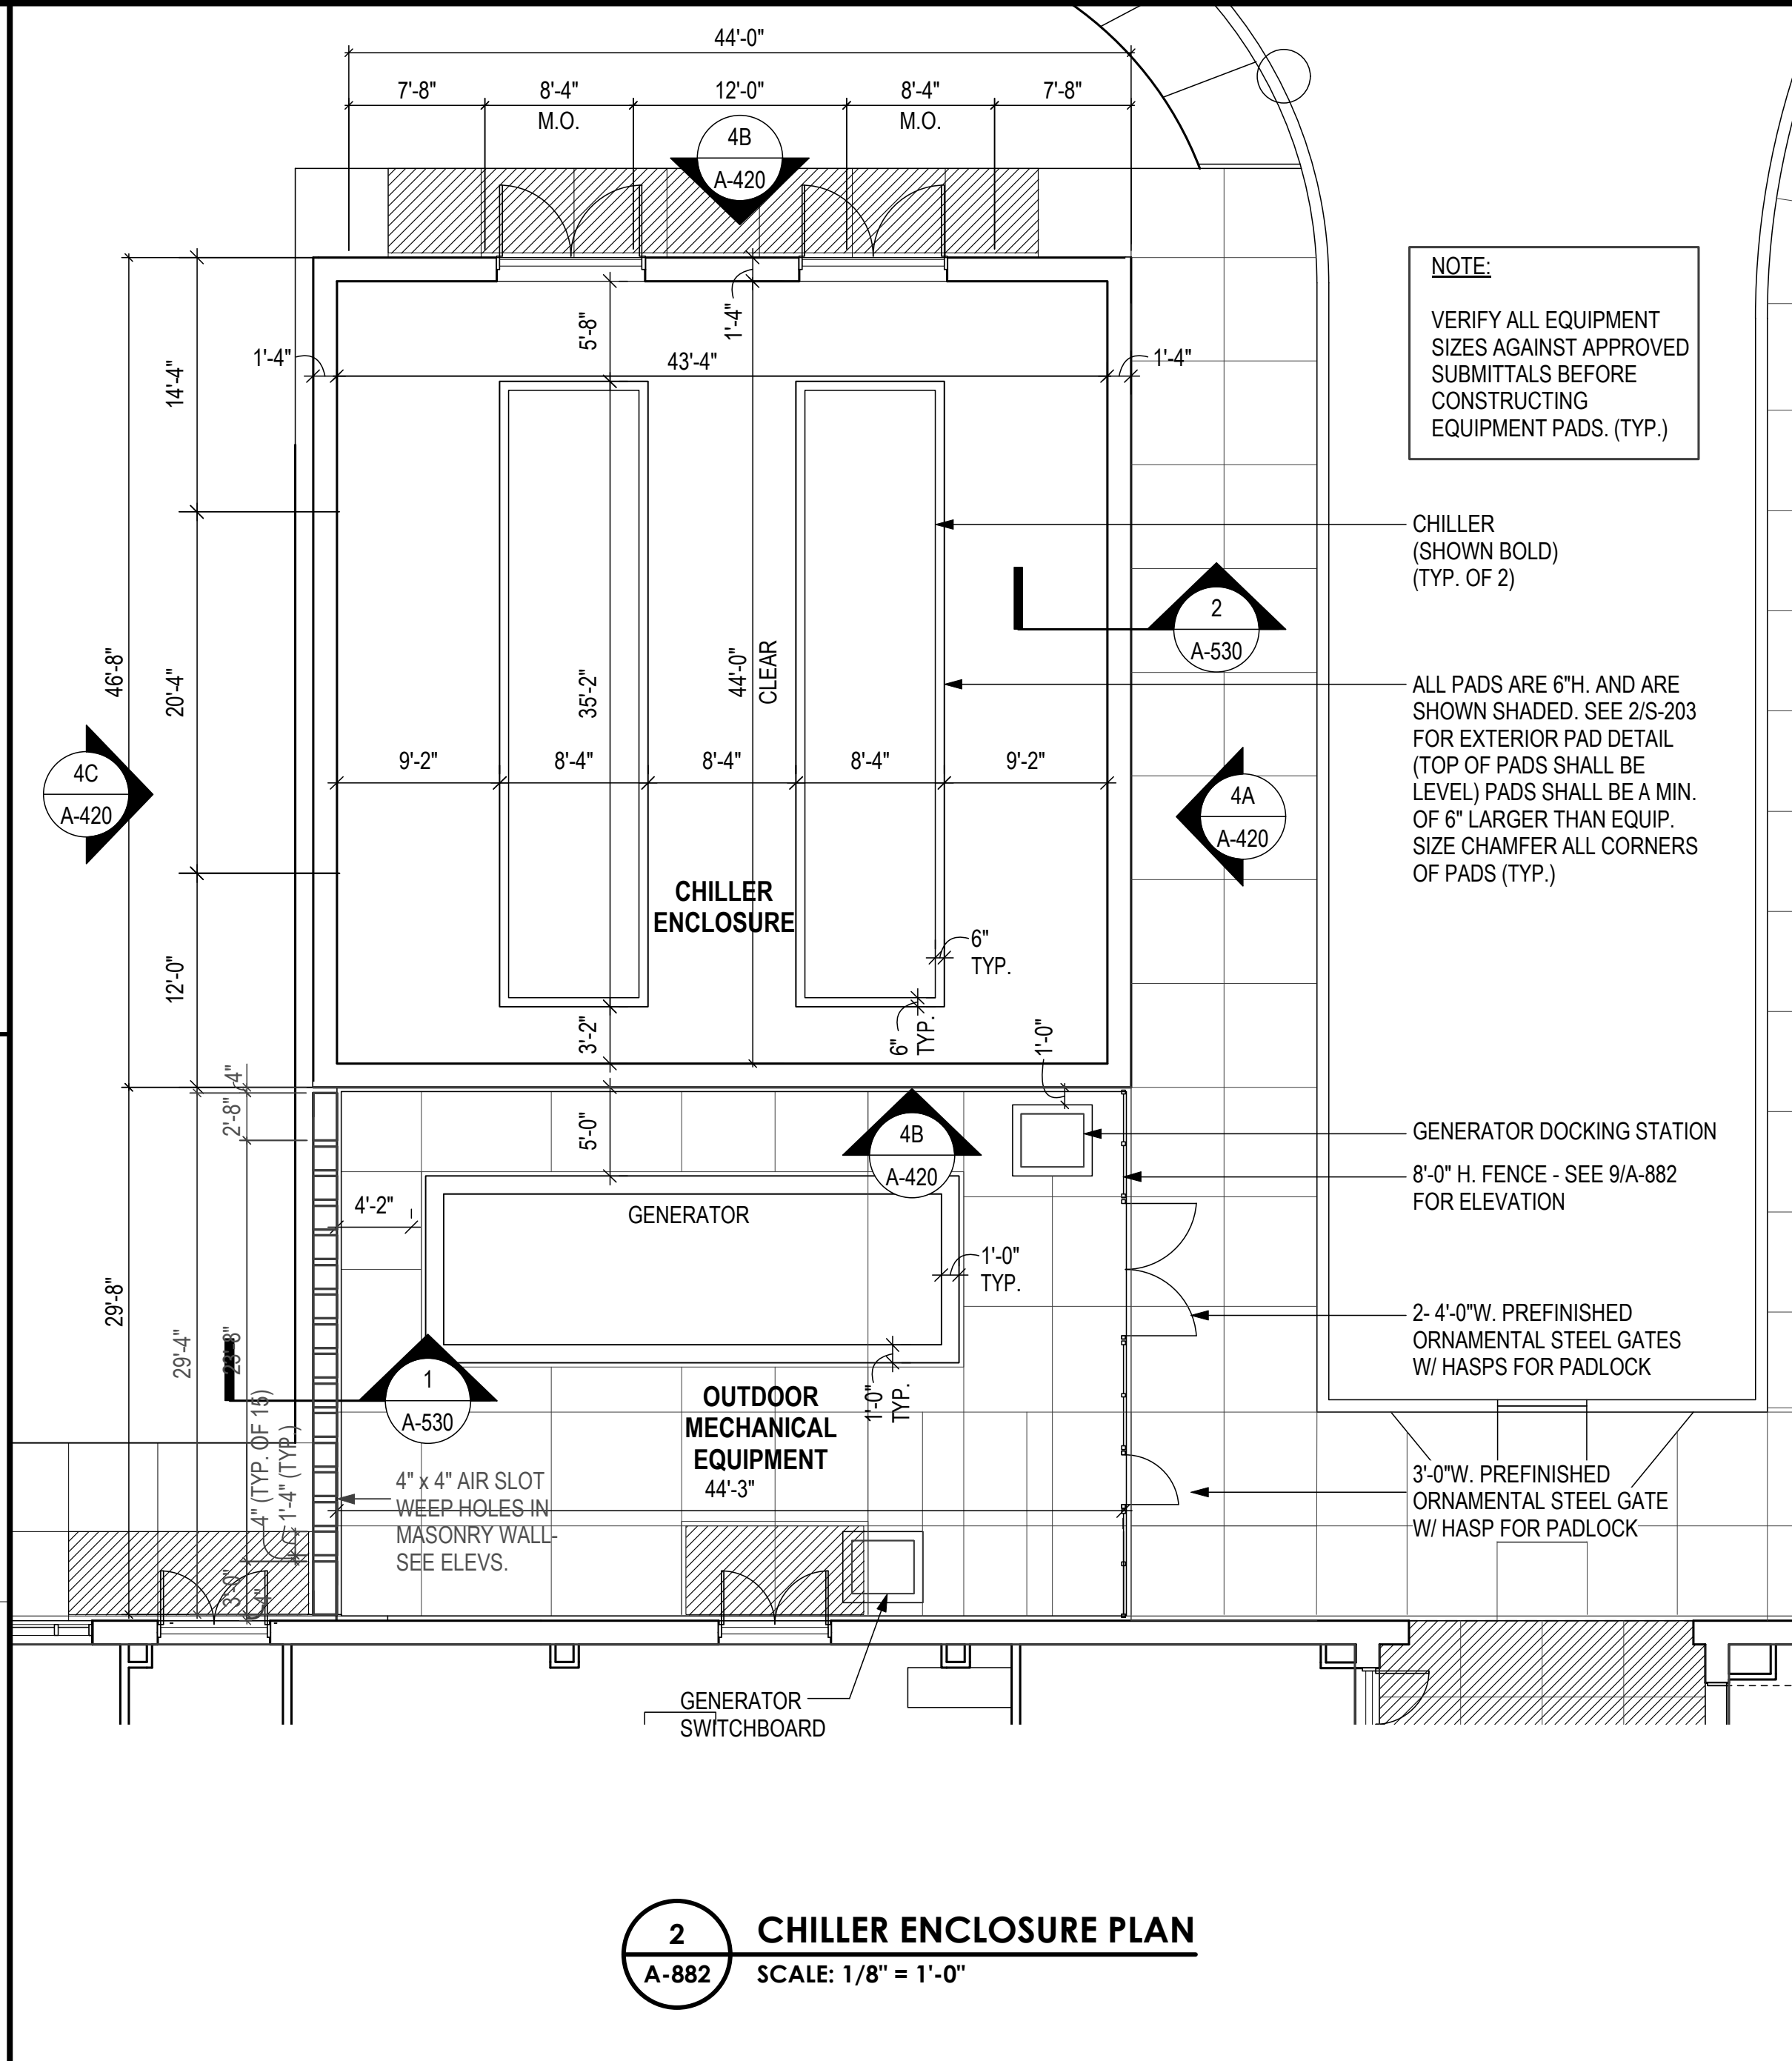 44'-0"
7'-8"
8'-4"
M.O.
12'-0"
8'-4"
M.O.
7'-8"
4B
A-420
NOTE:
VERIFY ALL EQUIPMENT
SIZES AGAINST APPROVED
SUBMITTALS BEFORE
CONSTRUCTING
EQUIPMENT PADS. (TYP.)
1'-4"
5'-8"
1'-4"
43'-4"
1'-4"
14'-4"
CHILLER
(SHOWN BOLD)
(TYP. OF 2)
2
A-530
46'-8"
20'-4"
35'-2"
44'-0"
CLEAR
ALL PADS ARE 6"H. AND ARE
SHOWN SHADED. SEE 2/S-203
FOR EXTERIOR PAD DETAIL
(TOP OF PADS SHALL BE
LEVEL) PADS SHALL BE A MIN.
OF 6" LARGER THAN EQUIP.
SIZE CHAMFER ALL CORNERS
OF PADS (TYP.)
4C
A-420
9'-2"
8'-4"
8'-4"
8'-4"
9'-2"
4A
A-420
CHILLER
ENCLOSURE
6"
TYP.
12'-0"
3'-2"
6"
TYP.
1'-0"
4"
2'-8"
5'-0"
4B
A-420
GENERATOR DOCKING STATION
8'-0" H. FENCE - SEE 9/A-882
FOR ELEVATION
4'-2"
GENERATOR
1'-0"
TYP.
29'-8"
29'-4"
23'-8"
2- 4'-0"W. PREFINISHED
ORNAMENTAL STEEL GATES
W/ HASPS FOR PADLOCK
1
A-530
1'-0"
TYP.
OUTDOOR
MECHANICAL
EQUIPMENT
44'-3"
4" (TYP. OF 15)
1'-4" (TYP.)
4" x 4" AIR SLOT
WEEP HOLES IN
MASONRY WALL-
SEE ELEVS.
3'-0"W. PREFINISHED
ORNAMENTAL STEEL GATE
W/ HASP FOR PADLOCK
3'-0"
4"
GENERATOR
SWITCHBOARD
2
A-882
CHILLER ENCLOSURE PLAN
SCALE: 1/8" = 1'-0"